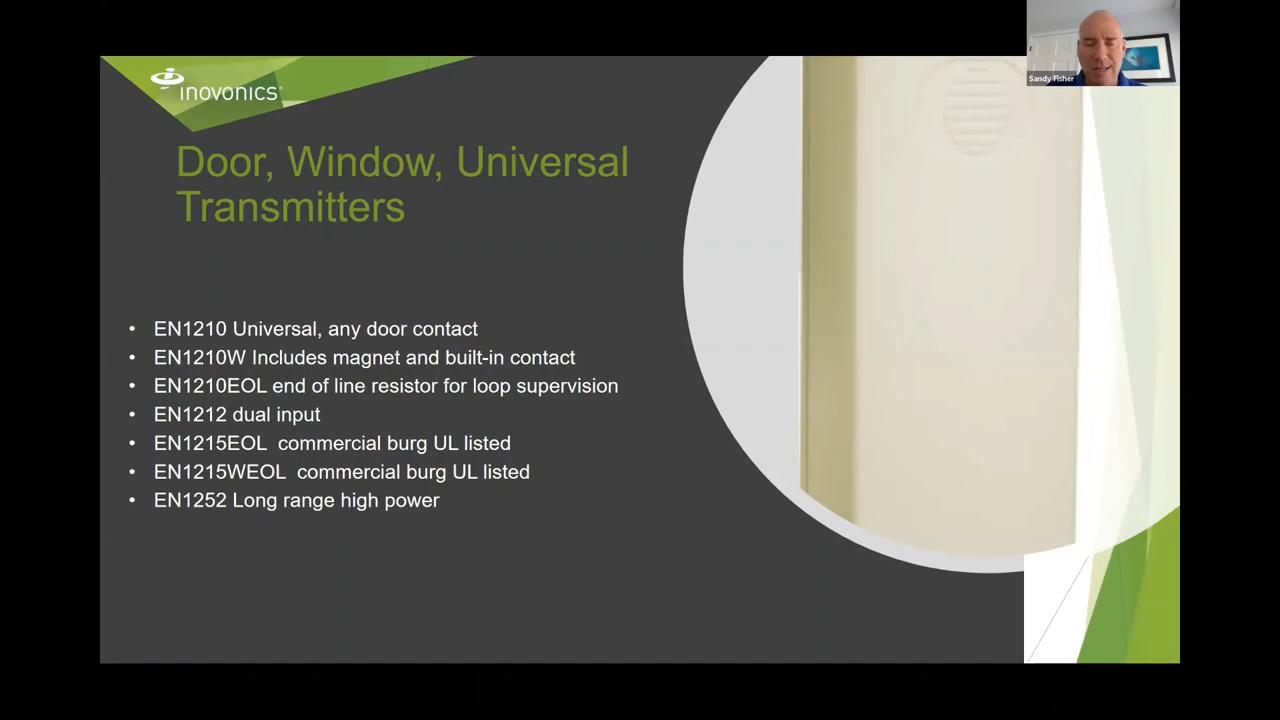 inovonics
Sandy Fisher
Door, Window, Universal
Transmitters
• EN1210 Universal, any door contact
• EN1210W Includes magnet and built-in contact
• EN1210EOL end of line resistor for loop supervision
• EN1212 dual input
• EN1215EOL  commercial burg UL listed
• EN1215WEOL  commercial burg UL listed
• EN1252 Long range high power